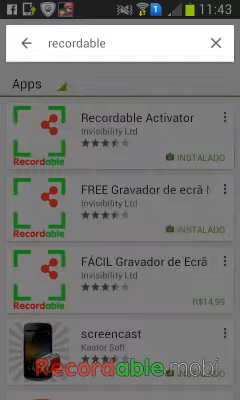 11:43
recordable
Apps
Recordable Activator
Invisibility Ltd
INSTALADO
Recordable
FREE Gravador de ecrã
Invisibility Ltd
INSTALADO
Recordable
FÁCIL Gravador de Ecrã
Invisibility Ltd
R$14,99
Recordable
screencast
Kastor Soft
Recordable.mobi